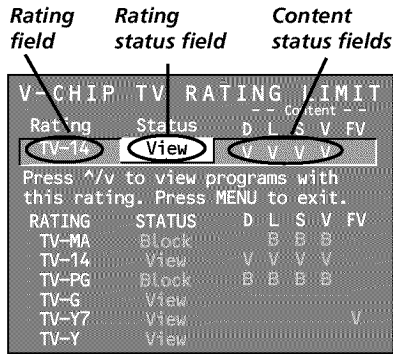 Rating field
Rating status field
Content status fields
V-CHIP TV RATING LIMIT
- - Content - -
Rating Status D L S V FV
TV-14 View V V V V
Press ^/v to view programs with
this rating. Press MENU to exit.
RATING STATUS D L S V FV
TV-MA Block B B B
TV-14 View V V V V
TV-PG Block B B B B
TV-G View
TV-Y7 View V
TV-Y View